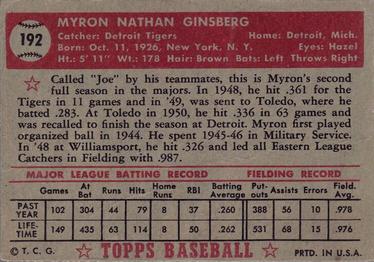 192
MYRON NATHAN GINSBERG
Catcher: Detroit Tigers Home: Detroit, Mich.
Born: Oct. 11, 1926, New York, N. Y. Eyes: Hazel
Ht.: 5-11 Wt.: 178 Hair: Brown Bats: Left Throws Right
Called "Joe" by his teammates, this is Myron's second
full season in the majors. In 1948, he hit .361 for the
Tigers in 11 games and in '49, was sent to Toledo, where he
batted .283. At Toledo in 1950, he hit .336 in 63 games and
was recalled to finish the season at Detroit. Myron first played
organized ball in 1944. He spent 1945-46 in Military Service.
In '48 at Williamsport, he hit .326 and led all Eastern League
Catchers in Fielding with .987.
MAJOR LEAGUE BATTING RECORD FIELDING RECORD
Games At Bat Runs Hits Home Runs RBI Batting Average Put-outs Assists Errors Field. Avg.
PAST YEAR 102 304 44 79 8 37 .260 388 56 10 .978
LIFE-TIME 149 435 63 114 8 50 .262 531 68 15 .976
© T. C. G. TOPPS BASEBALL PRTD. IN U.S.A.